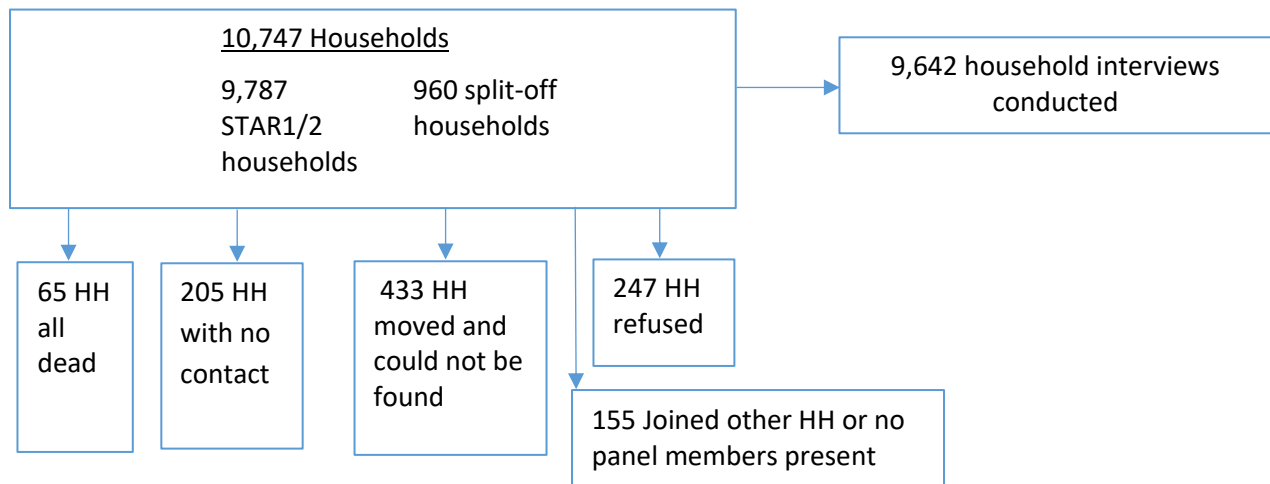 10,747 Households
9,787
STAR1/2
households
960 split-off
households
9,642 household interviews
conducted
65 HH
all
dead
205 HH
with no
contact
433 HH
moved and
could not be
found
247 HH
refused
155 Joined other HH or no
panel members present